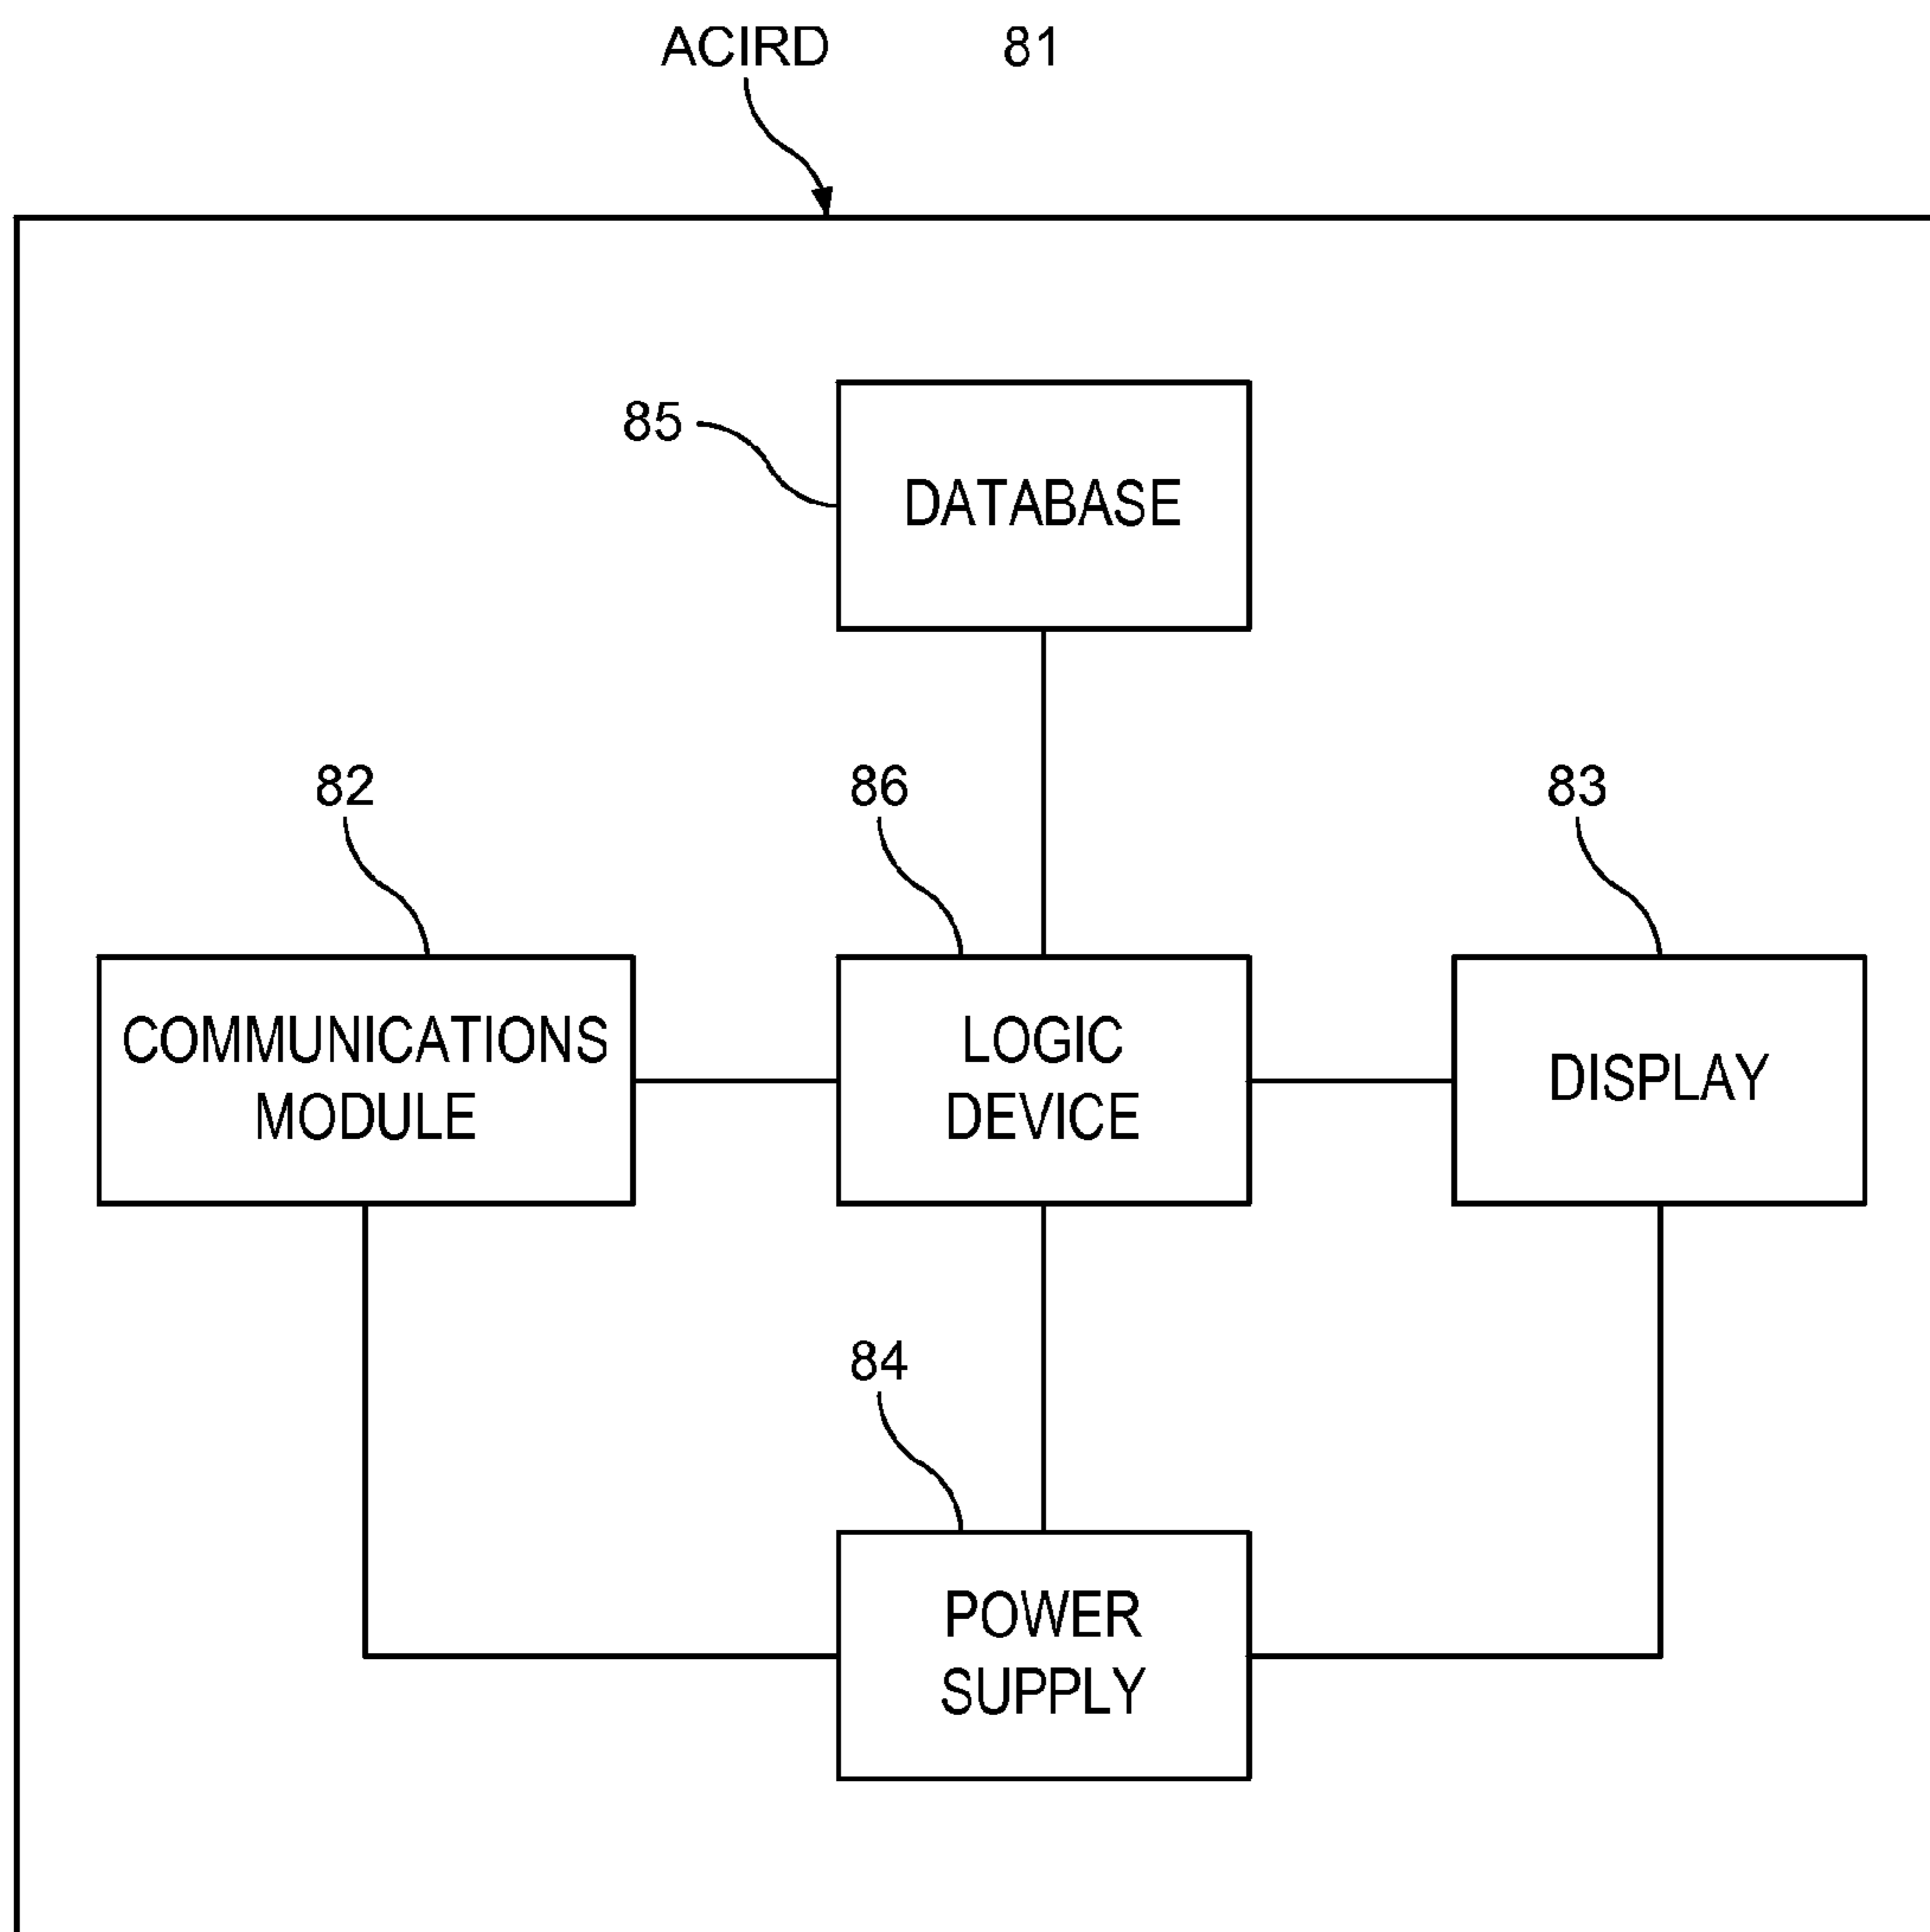 ACIRD 81
85
DATABASE
82
86
83
COMMUNICATIONS
MODULE
LOGIC
DEVICE
DISPLAY
84
POWER
SUPPLY